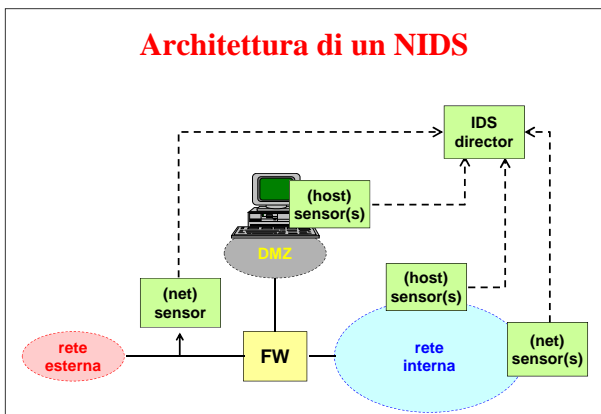 Architettura di un NIDS
IDS
director
(host)
sensor(s)
DMZ
(net)
sensor
(host)
sensor(s)
rete
esterna
FW
rete
interna
(net)
sensor(s)